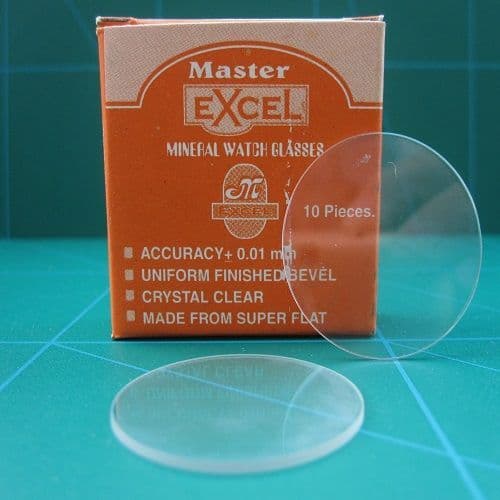 Master
EXCEL
MINERAL WATCH GLASSES
M
EXCEL
10 Pieces.
ACCURACY± 0.01 mm
UNIFORM FINISHED BEVEL
CRYSTAL CLEAR
MADE FROM SUPER FLAT